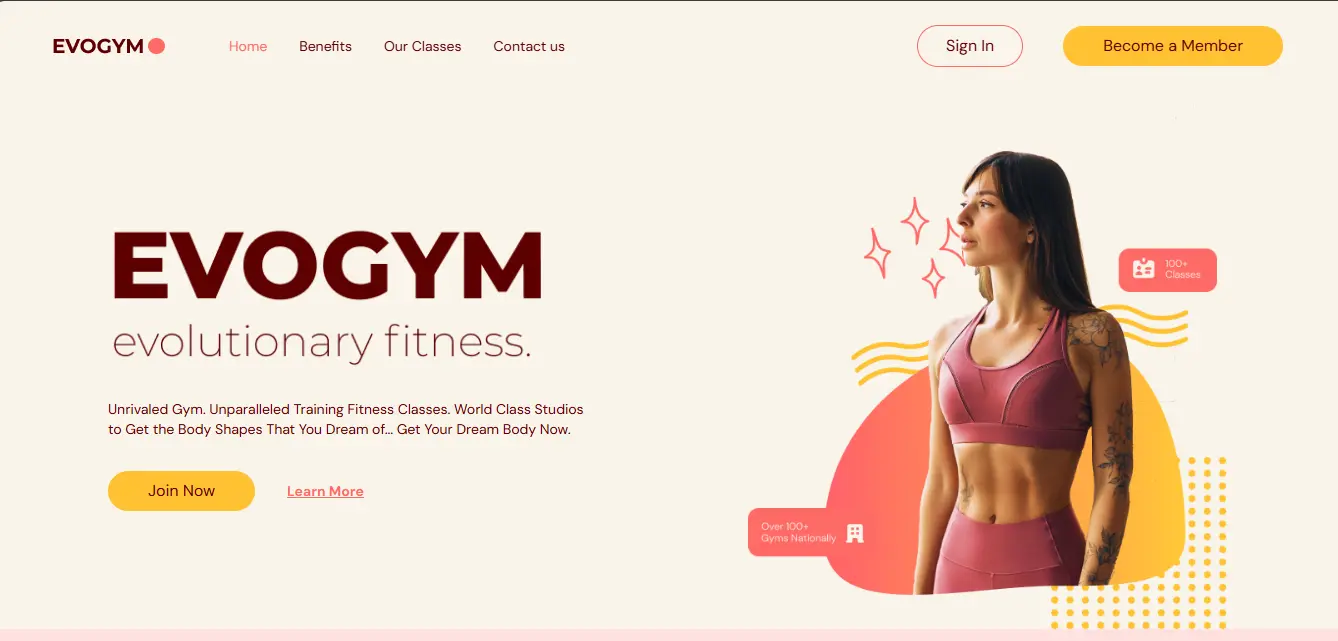 EVOGYM
Home
Benefits
Our Classes
Contact us
Sign In
Become a Member
EVOGYM
evolutionary fitness.
Unrivaled Gym. Unparalleled Training Fitness Classes. World Class Studios
to Get the Body Shapes That You Dream of... Get Your Dream Body Now.
Join Now
Learn More
100+
Classes
Over 100+
Gyms Nationally